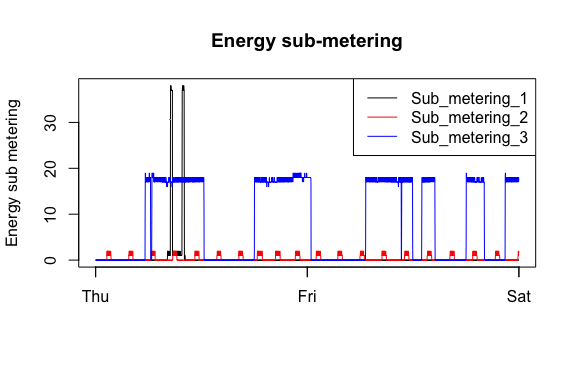 Energy sub-metering
Sub_metering_1
Sub_metering_2
Sub_metering_3
Energy sub metering
30
20
10
0
Thu
Fri
Sat